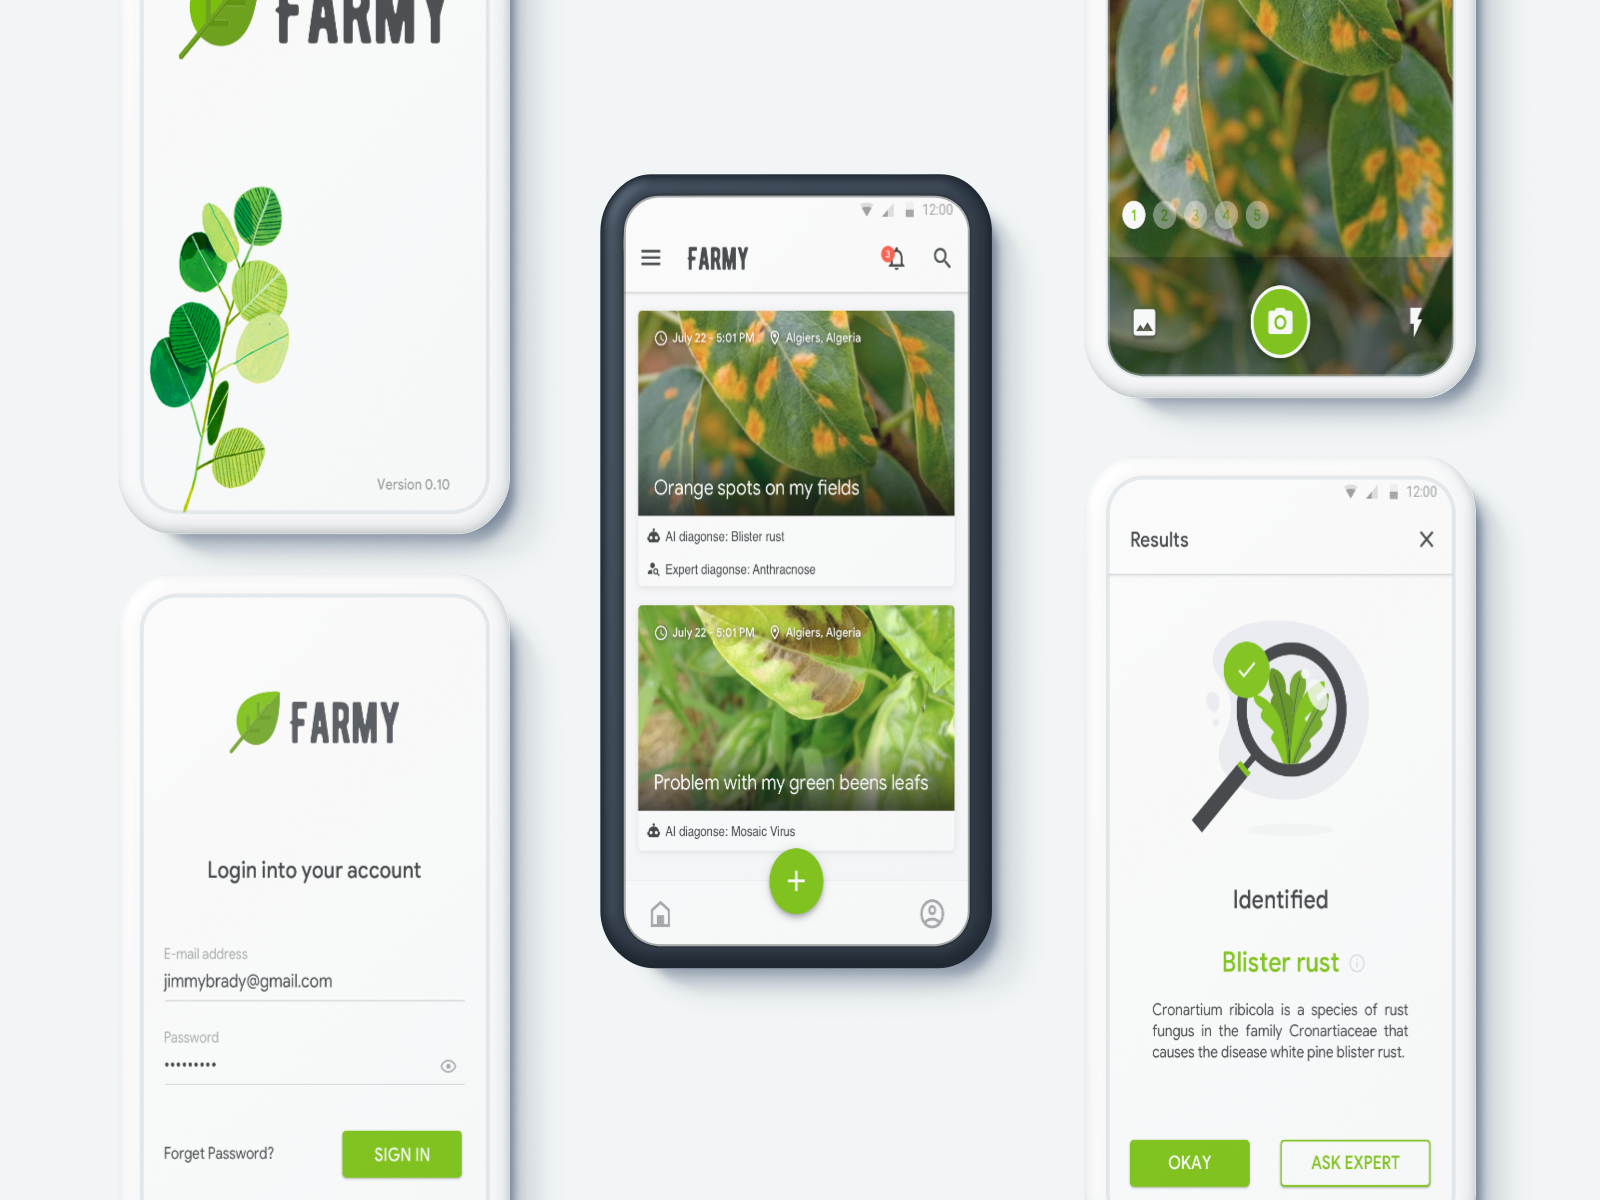 FARMY
Version 0.10
FARMY
Login into your account
E-mail address
jimmybrady@gmail.com
Password
•••••••••
Forget Password?
SIGN IN
12:00
FARMY
3
July 22 - 5:01 PM
Algiers, Algeria
Orange spots on my fields
AI diagonse: Blister rust
Expert diagonse: Anthracnose
July 22 - 5:01 PM
Algiers, Algeria
Problem with my green beens leafs
AI diagonse: Mosaic Virus
1 2 3 4 5
12:00
Results
Identified
Blister rust
Cronartium ribicola is a species of rust
fungus in the family Cronartiaceae that
causes the disease white pine blister rust.
OKAY
ASK EXPERT